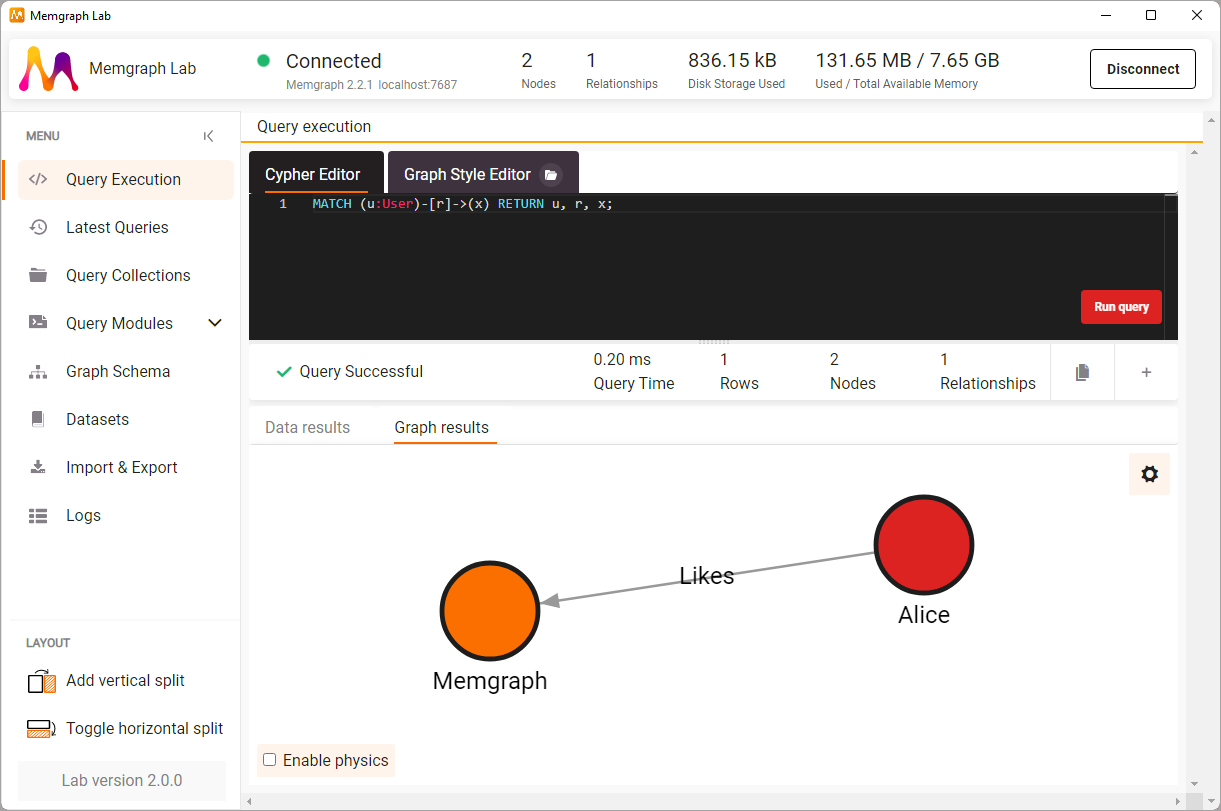 Memgraph Lab
Memgraph Lab
Connected
Memgraph 2.2.1 localhost:7687
2
Nodes
1
Relationships
836.15 kB
Disk Storage Used
131.65 MB / 7.65 GB
Used / Total Available Memory
Disconnect
MENU
Query Execution
Latest Queries
Query Collections
Query Modules
Graph Schema
Datasets
Import & Export
Logs
LAYOUT
Add vertical split
Toggle horizontal split
Lab version 2.0.0
Query execution
Cypher Editor
Graph Style Editor
1 MATCH (u:User)-[r]->(x) RETURN u, r, x;
Run query
Query Successful
0.20 ms
Query Time
1
Rows
2
Nodes
1
Relationships
Data results
Graph results
Likes
Alice
Memgraph
Enable physics